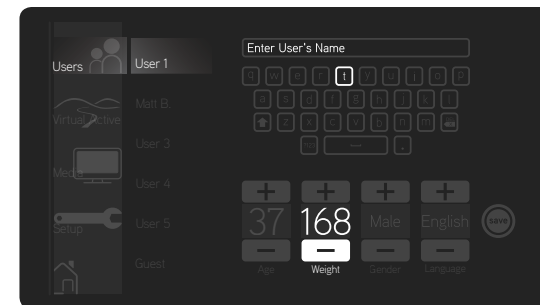 Users
Virtual Active
Media
Setup
User 1
Matt B.
User 3
User 4
User 5
Guest
Enter User's Name
q w e r t y u i o p
a s d f g h j k l
z x c v b n m
.
+ + + +
37 168 Male English save
− − − −
Age Weight Gender Language